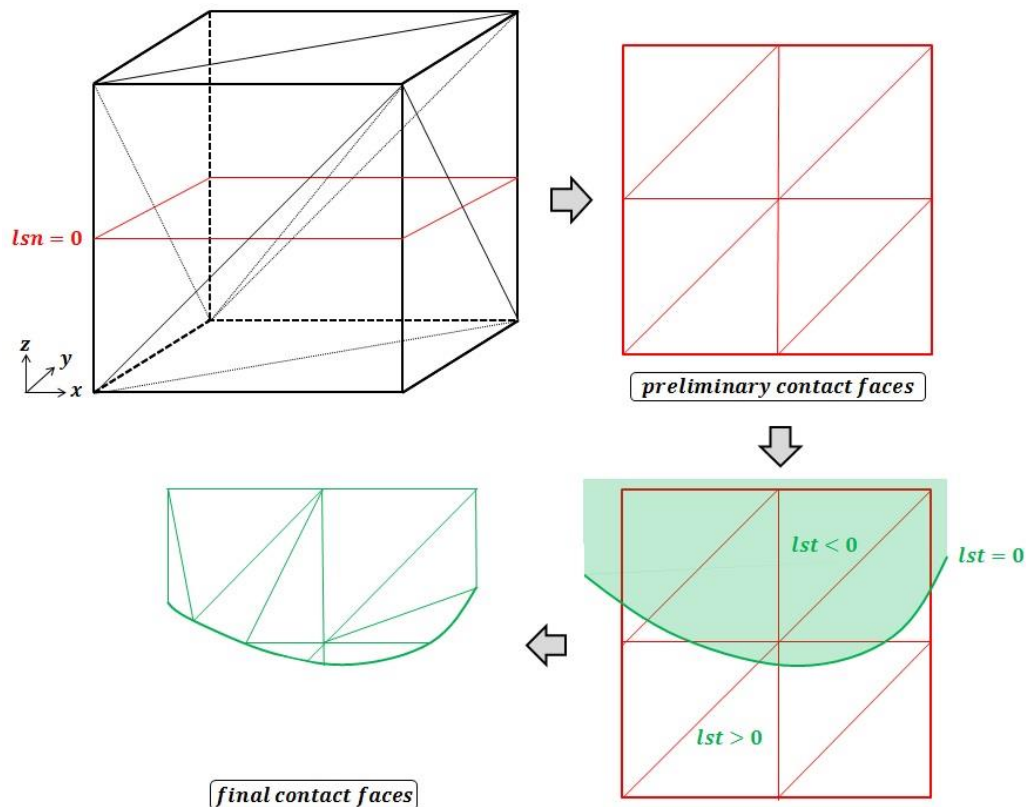 lsn = 0
z
y
x
preliminary contact faces
lst < 0
lst = 0
lst > 0
final contact faces